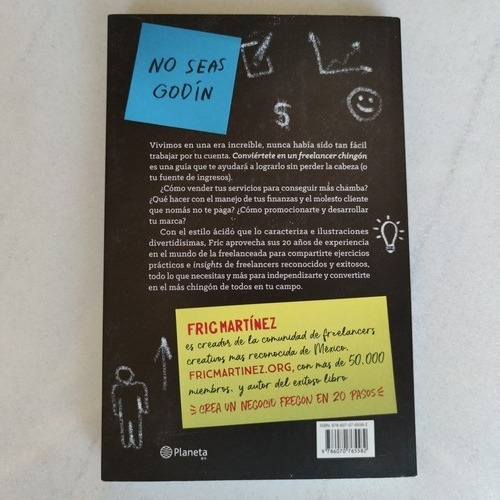 NO SEAS
GODÍN
$
Vivimos en una era increíble, nunca había sido tan fácil
trabajar por tu cuenta. Conviértete en un freelancer chingón
es una guía que te ayudará a lograrlo sin perder la cabeza (o
tu fuente de ingresos).
¿Cómo vender tus servicios para conseguir más chamba?
¿Qué hacer con el manejo de tus finanzas y el molesto cliente
que nomás no te paga? ¿Cómo promocionarte y desarrollar
tu marca?
Con el estilo ácido que lo caracteriza e ilustraciones
divertidísimas, Fric aprovecha sus 20 años de experiencia
en el mundo de la freelanceada para compartirte ejercicios
prácticos e insights de freelancers reconocidos y exitosos,
todo lo que necesitas y más para independizarte y convertirte
en el más chingón de todos en tu campo.
FRIC MARTÍNEZ
es creador de la comunidad de freelancers
creativos más reconocida de México,
FRICMARTINEZ.ORG, con más de 50,000
miembros, y autor del exitoso libro
CREA UN NEGOCIO FREGÓN EN 20 PASOS
Planeta